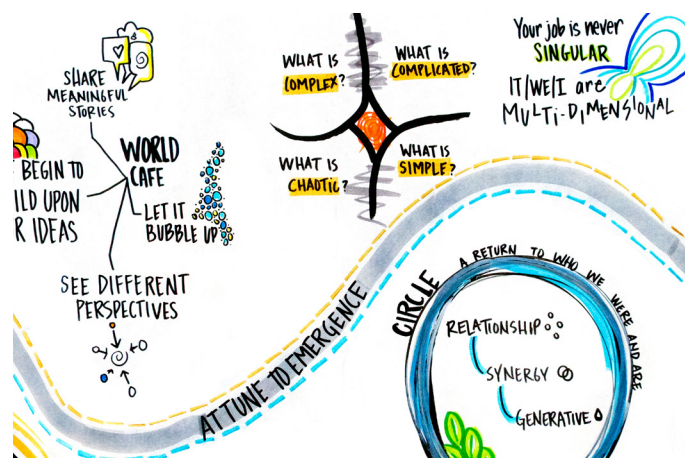 SHARE
MEANINGFUL
STORIES
WORLD
CAFE
BEGIN TO
ILD UPON
R IDEAS
LET IT
BUBBLE UP
SEE DIFFERENT
PERSPECTIVES
WHAT IS
COMPLEX?
WHAT IS
COMPLICATED?
WHAT IS
CHAOTIC?
WHAT IS
SIMPLE?
Your job is never
SINGULAR
IT/WE/I are
MULTI-DIMENSIONAL
ATTUNE TO EMERGENCE
CIRCLE
A RETURN TO WHO WE WERE AND ARE
RELATIONSHIP
SYNERGY
GENERATIVE